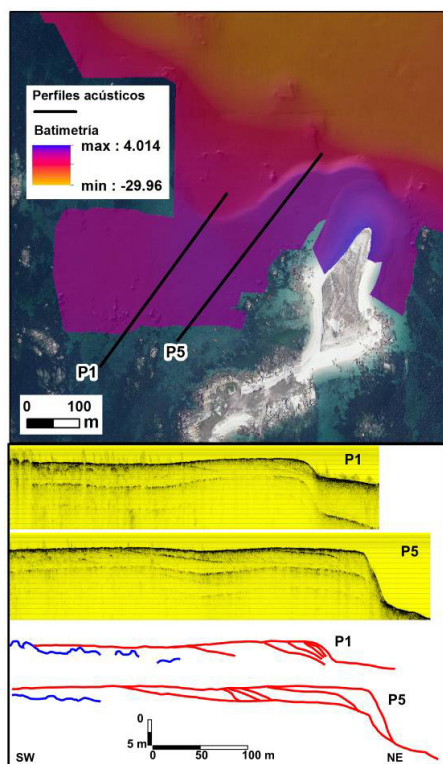 Perfiles acústicos
Batimetría
max : 4.014
min : -29.96
P1
P5
0 100
m
P1
P5
P1
P5
0
5 m
0 50 100 m
SW
NE